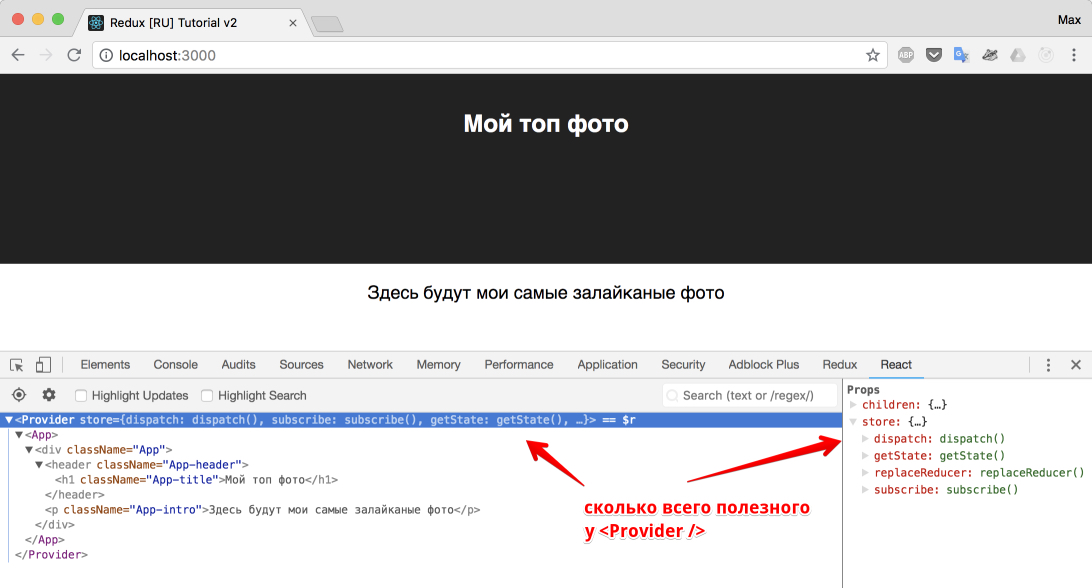 Redux [RU] Tutorial v2
Max
localhost:3000
ABP
Мой топ фото
Здесь будут мои самые залайканые фото
Elements Console Audits Sources Network Memory Performance Application Security Adblock Plus Redux React
Highlight Updates Highlight Search Search (text or /regex/)
<Provider store={dispatch: dispatch(), subscribe: subscribe(), getState: getState(), …}> == $r
<App>
<div className="App">
<header className="App-header">
<h1 className="App-title">Мой топ фото</h1>
</header>
<p className="App-intro">Здесь будут мои самые залайканые фото</p>
</div>
</App>
</Provider>
сколько всего полезного
у <Provider />
Props
children: {…}
store: {…}
dispatch: dispatch()
getState: getState()
replaceReducer: replaceReducer()
subscribe: subscribe()